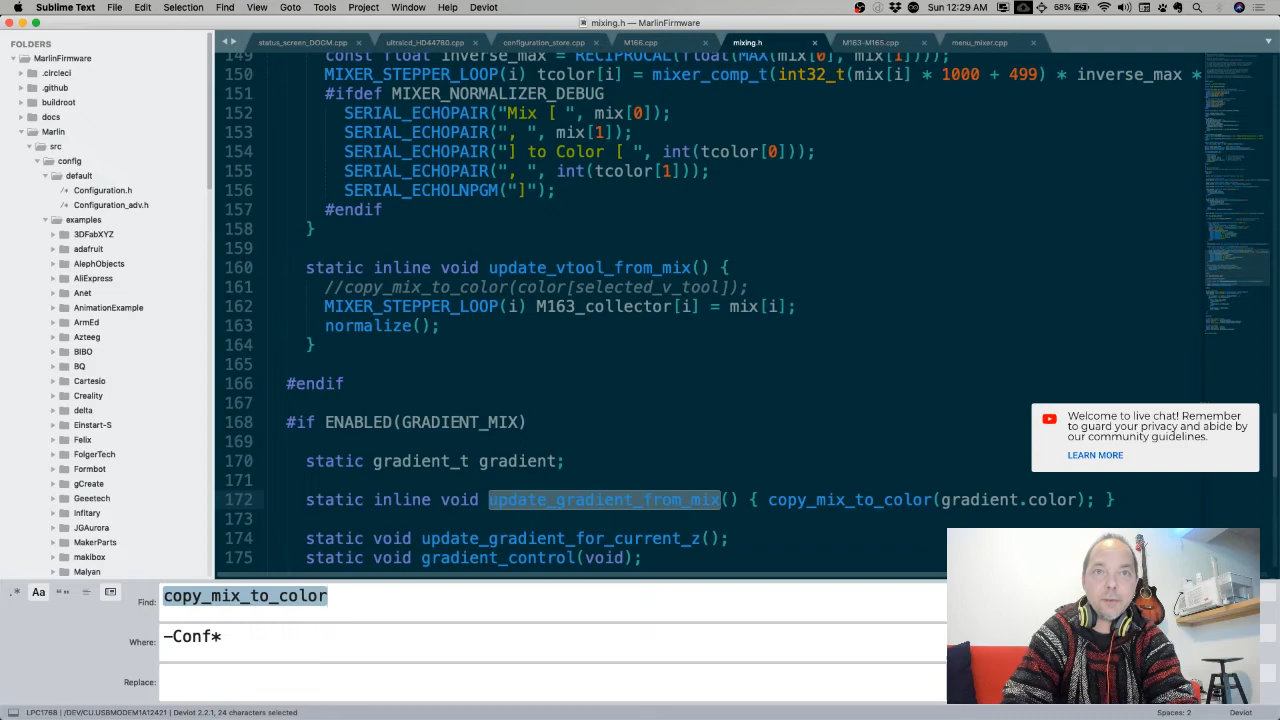 Sublime Text File Edit Selection Find View Goto Tools Project Window Help Deviot 12:29 AM 68%
mixing.h — MarlinFirmware
FOLDERS
MarlinFirmware
.circleci
.github
buildroot
docs
Marlin
src
config
default
Configuration.h
Configuration_adv.h
examples
3DFabXYZ
adafruit
AlephObjects
AliExpress
Anet
AnimationExample
ArmEd
Azteeg
BIBO
BQ
Cartesio
Creality
delta
Einstart-S
Felix
FolgerTech
Formbot
gCreate
Geeetech
Infitary
JGAurora
MakerParts
makibox
Malyan
status_screen_DOGM.cpp ultralcd_HD44780.cpp configuration_store.cpp M166.cpp mixing.h M163-M165.cpp menu_mixer.cpp
149 const float inverse_max = RECIPROCAL(float(MAX(mix[0], mix[1])));
150 MIXER_STEPPER_LOOP(i) tcolor[i] = mixer_comp_t(int32_t(mix[i] * 1000 + 499) * inverse_max *
151 #ifdef MIXER_NORMALIZER_DEBUG
152 SERIAL_ECHOPAIR("Mix [ ", mix[0]);
153 SERIAL_ECHOPAIR(", ", mix[1]);
154 SERIAL_ECHOPAIR("] to Color [ ", int(tcolor[0]));
155 SERIAL_ECHOPAIR(", ", int(tcolor[1]));
156 SERIAL_ECHOLNPGM("]");
157 #endif
158 }
159
160 static inline void update_vtool_from_mix() {
161 //copy_mix_to_color(color[selected_v_tool]);
162 MIXER_STEPPER_LOOP(i) M163_collector[i] = mix[i];
163 normalize();
164 }
165
166 #endif
167
168 #if ENABLED(GRADIENT_MIX)
169
170 static gradient_t gradient;
171
172 static inline void update_gradient_from_mix() { copy_mix_to_color(gradient.color); }
173
174 static void update_gradient_for_current_z();
175 static void gradient_control(void);
Welcome to live chat! Remember
to guard your privacy and abide by
our community guidelines.
LEARN MORE
.* Aa “” Find: copy_mix_to_color
Where: -Conf*
Replace:
LPC1768 | /DEV/CU.USBMODEM1A12421 | Deviot 2.2.1, 24 characters selected Spaces: 2 Deviot